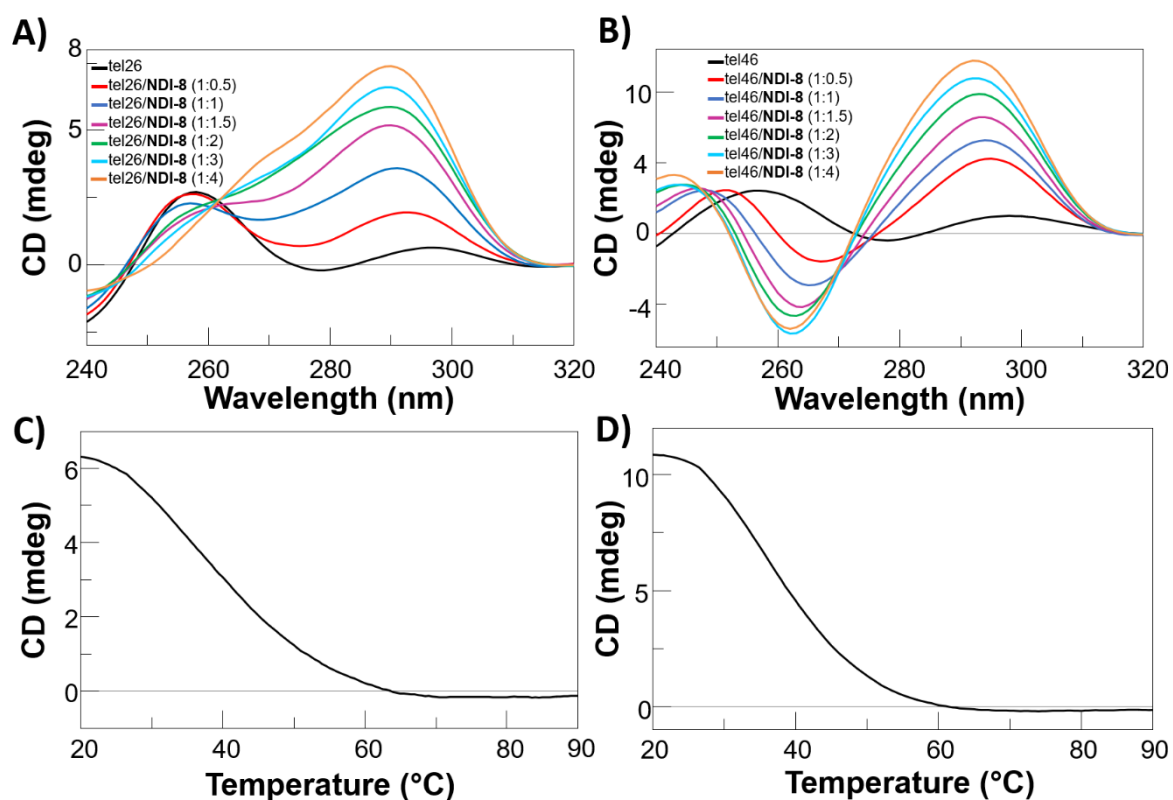 A)
8
5
0
CD (mdeg)
tel26
tel26/NDI-8 (1:0.5)
tel26/NDI-8 (1:1)
tel26/NDI-8 (1:1.5)
tel26/NDI-8 (1:2)
tel26/NDI-8 (1:3)
tel26/NDI-8 (1:4)
240 260 280 300 320
Wavelength (nm)
B)
10
4
0
-4
CD (mdeg)
tel46
tel46/NDI-8 (1:0.5)
tel46/NDI-8 (1:1)
tel46/NDI-8 (1:1.5)
tel46/NDI-8 (1:2)
tel46/NDI-8 (1:3)
tel46/NDI-8 (1:4)
240 260 280 300 320
Wavelength (nm)
C)
6
4
2
0
CD (mdeg)
20 40 60 80 90
Temperature (°C)
D)
10
5
0
CD (mdeg)
20 40 60 80 90
Temperature (°C)